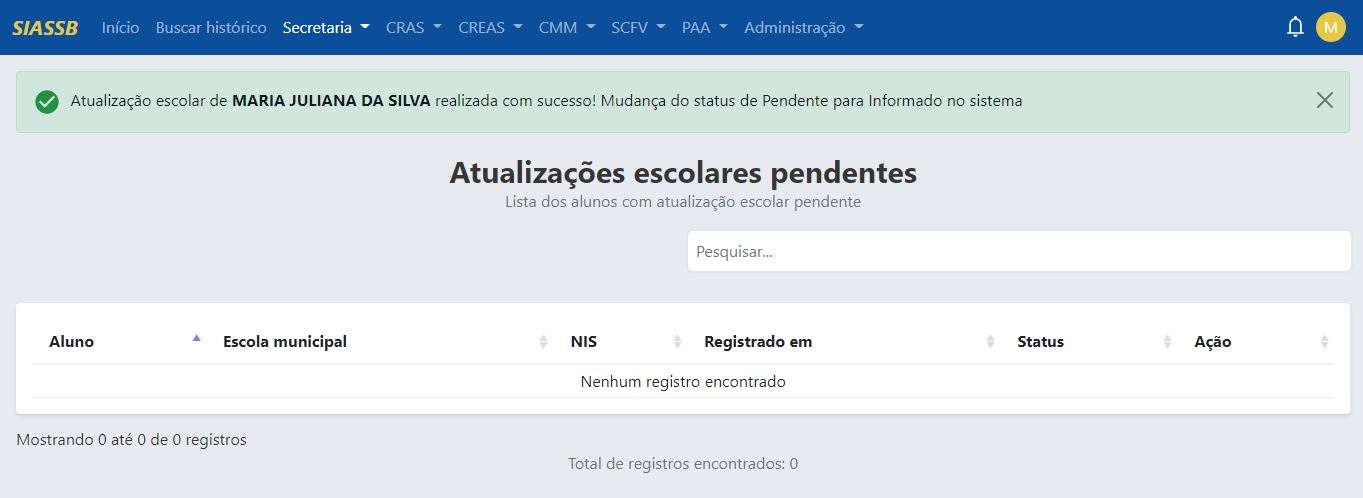 SIASSB Início Buscar histórico Secretaria CRAS CREAS CMM SCFV PAA Administração M
Atualização escolar de MARIA JULIANA DA SILVA realizada com sucesso! Mudança do status de Pendente para Informado no sistema
Atualizações escolares pendentes
Lista dos alunos com atualização escolar pendente
Pesquisar...
Aluno Escola municipal NIS Registrado em Status Ação
Nenhum registro encontrado
Mostrando 0 até 0 de 0 registros
Total de registros encontrados: 0